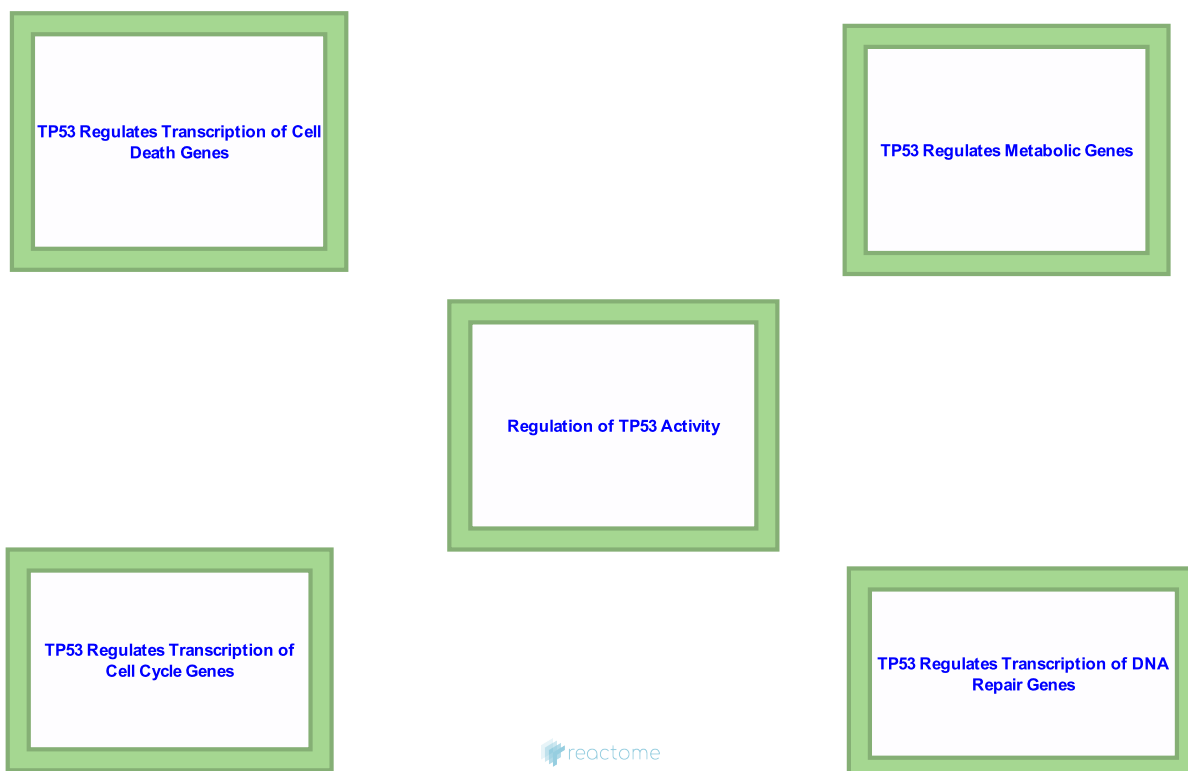 TP53 Regulates Transcription of Cell
Death Genes
TP53 Regulates Metabolic Genes
Regulation of TP53 Activity
TP53 Regulates Transcription of
Cell Cycle Genes
TP53 Regulates Transcription of DNA
Repair Genes
reactome